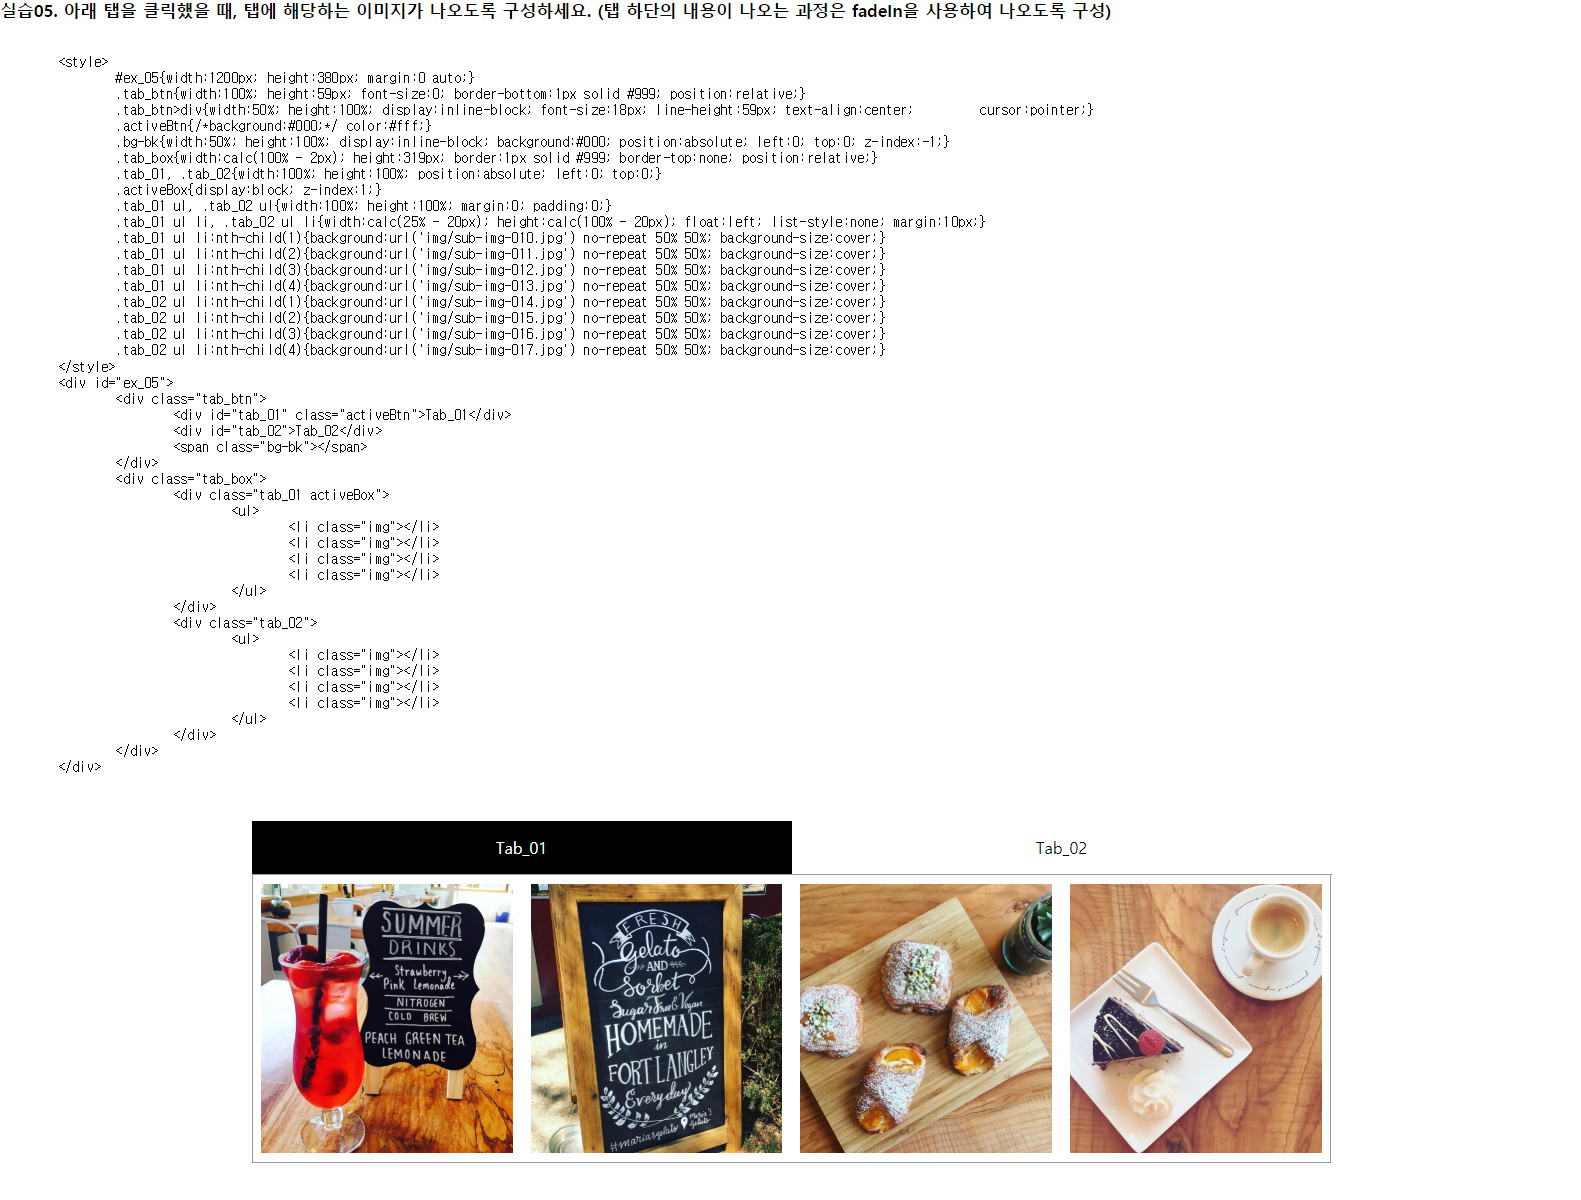 실습05. 아래 탭을 클릭했을 때, 탭에 해당하는 이미지가 나오도록 구성하세요. (탭 하단의 내용이 나오는 과정은 fadeIn을 사용하여 나오도록 구성)
<style>
#ex_05{width:1200px; height:380px; margin:0 auto;}
.tab_btn{width:100%; height:59px; font-size:0; border-bottom:1px solid #999; position:relative;}
.tab_btn>div{width:50%; height:100%; display:inline-block; font-size:18px; line-height:59px; text-align:center; cursor:pointer;}
.activeBtn{/*background:#000;*/ color:#fff;}
.bg-bk{width:50%; height:100%; display:inline-block; background:#000; position:absolute; left:0; top:0; z-index:-1;}
.tab_box{width:calc(100% - 2px); height:319px; border:1px solid #999; border-top:none; position:relative;}
.tab_01, .tab_02{width:100%; height:100%; position:absolute; left:0; top:0;}
.activeBox{display:block; z-index:1;}
.tab_01 ul, .tab_02 ul{width:100%; height:100%; margin:0; padding:0;}
.tab_01 ul li, .tab_02 ul li{width:calc(25% - 20px); height:calc(100% - 20px); float:left; list-style:none; margin:10px;}
.tab_01 ul li:nth-child(1){background:url('img/sub-img-010.jpg') no-repeat 50% 50%; background-size:cover;}
.tab_01 ul li:nth-child(2){background:url('img/sub-img-011.jpg') no-repeat 50% 50%; background-size:cover;}
.tab_01 ul li:nth-child(3){background:url('img/sub-img-012.jpg') no-repeat 50% 50%; background-size:cover;}
.tab_01 ul li:nth-child(4){background:url('img/sub-img-013.jpg') no-repeat 50% 50%; background-size:cover;}
.tab_02 ul li:nth-child(1){background:url('img/sub-img-014.jpg') no-repeat 50% 50%; background-size:cover;}
.tab_02 ul li:nth-child(2){background:url('img/sub-img-015.jpg') no-repeat 50% 50%; background-size:cover;}
.tab_02 ul li:nth-child(3){background:url('img/sub-img-016.jpg') no-repeat 50% 50%; background-size:cover;}
.tab_02 ul li:nth-child(4){background:url('img/sub-img-017.jpg') no-repeat 50% 50%; background-size:cover;}
</style>
<div id="ex_05">
<div class="tab_btn">
<div id="tab_01" class="activeBtn">Tab_01</div>
<div id="tab_02">Tab_02</div>
<span class="bg-bk"></span>
</div>
<div class="tab_box">
<div class="tab_01 activeBox">
<ul>
<li class="img"></li>
<li class="img"></li>
<li class="img"></li>
<li class="img"></li>
</ul>
</div>
<div class="tab_02">
<ul>
<li class="img"></li>
<li class="img"></li>
<li class="img"></li>
<li class="img"></li>
</ul>
</div>
</div>
</div>
Tab_01
Tab_02
SUMMER
DRINKS
Strawberry
Pink Lemonade
NITROGEN
COLD BREW
PEACH GREEN TEA
LEMONADE
FRESH
Gelato
AND
Sorbet
Sugar Free & Vegan
HOMEMADE
in
FORT LANGLEY
Everyday
#mariasgelato
Maria's
Gelato